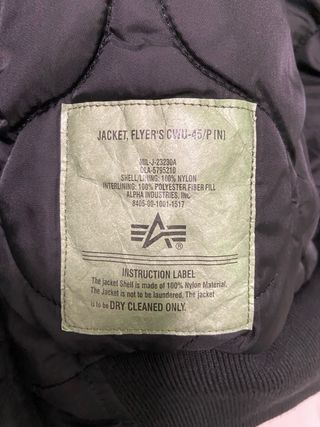 JACKET, FLYER'S CWU-45/P (N)
MIL-J-23230A
DLA-5795210
SHELL/LINING: 100% NYLON
INTERLINING: 100% POLYESTER FIBER FILL
ALPHA INDUSTRIES, INC
8405-00-1001-1517
®
INSTRUCTION LABEL
The jacket Shell is made of 100% Nylon Material.
The Jacket is not to be laundered. The jacket
is to be DRY CLEANED ONLY.